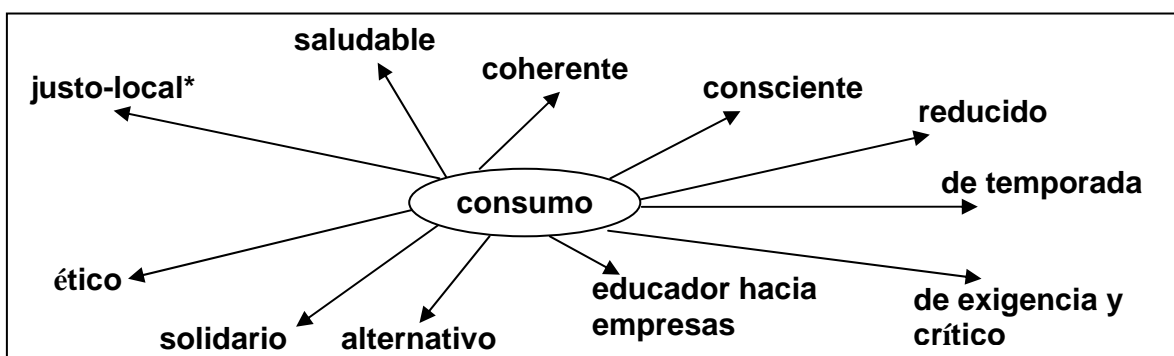 saludable
coherente
justo-local*
consciente
reducido
de temporada
consumo
ético
solidario
alternativo
educador hacia
empresas
de exigencia y
crítico